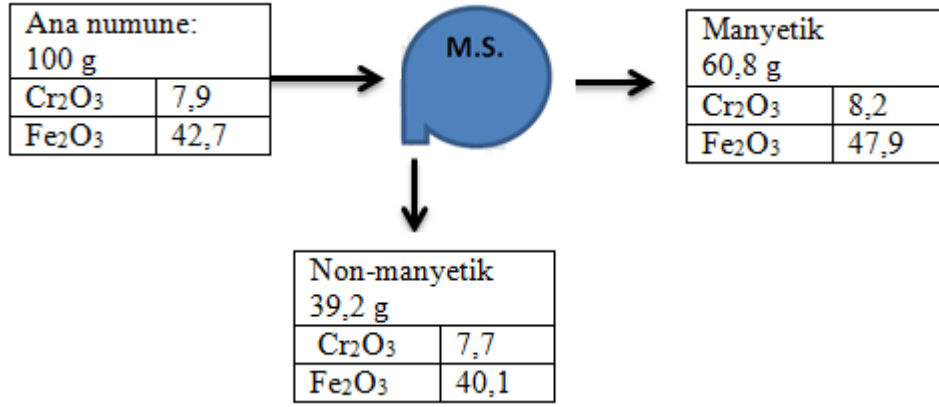 Ana numune:
100 g
Cr₂O₃ 7,9
Fe₂O₃ 42,7
M.S.
Manyetik
60,8 g
Cr₂O₃ 8,2
Fe₂O₃ 47,9
Non-manyetik
39,2 g
Cr₂O₃ 7,7
Fe₂O₃ 40,1